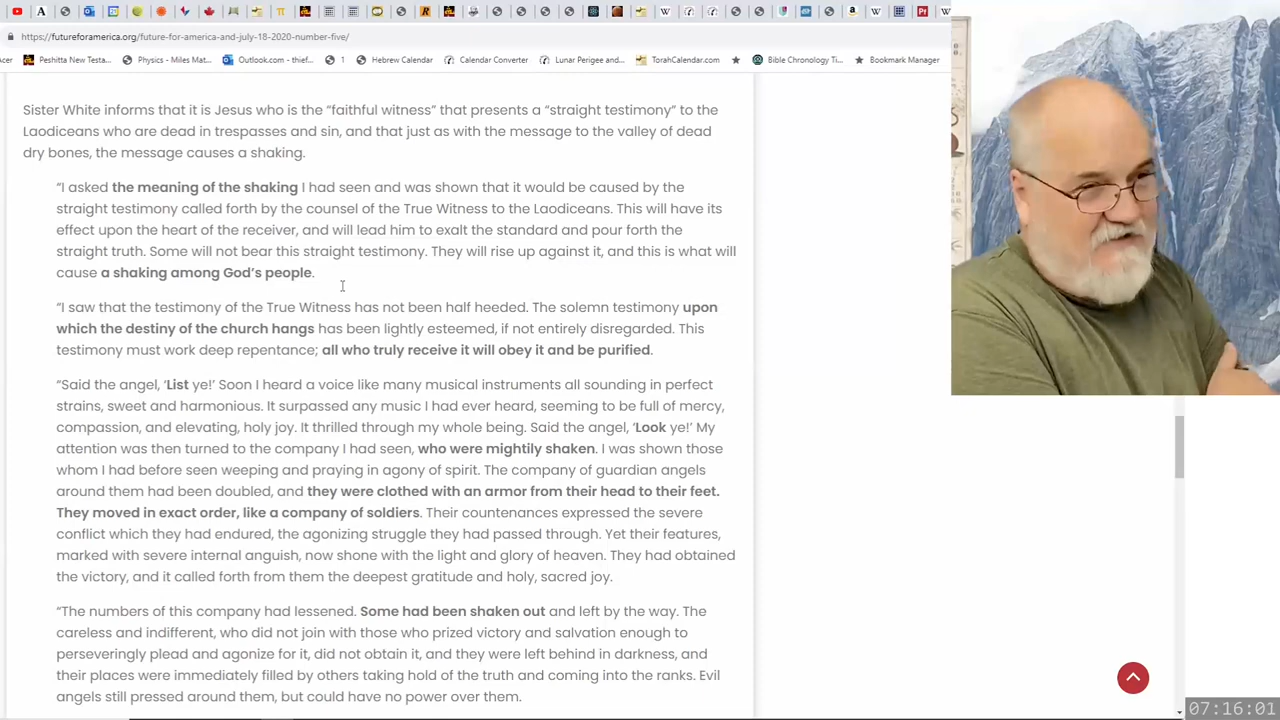 https://futureforamerica.org/future-for-america-and-july-18-2020-number-five/
Peshitta New Testa...
Physics - Miles Mat...
Outlook.com - thief...
1
Hebrew Calendar
Calendar Converter
Lunar Perigee and...
TorahCalendar.com
Bible Chronology Ti...
Bookmark Manager
Sister White informs that it is Jesus who is the “faithful witness” that presents a “straight testimony” to the
Laodiceans who are dead in trespasses and sin, and that just as with the message to the valley of dead
dry bones, the message causes a shaking.
“I asked the meaning of the shaking I had seen and was shown that it would be caused by the
straight testimony called forth by the counsel of the True Witness to the Laodiceans. This will have its
effect upon the heart of the receiver, and will lead him to exalt the standard and pour forth the
straight truth. Some will not bear this straight testimony. They will rise up against it, and this is what will
cause a shaking among God’s people.
“I saw that the testimony of the True Witness has not been half heeded. The solemn testimony upon
which the destiny of the church hangs has been lightly esteemed, if not entirely disregarded. This
testimony must work deep repentance; all who truly receive it will obey it and be purified.
“Said the angel, ‘List ye!’ Soon I heard a voice like many musical instruments all sounding in perfect
strains, sweet and harmonious. It surpassed any music I had ever heard, seeming to be full of mercy,
compassion, and elevating, holy joy. It thrilled through my whole being. Said the angel, ‘Look ye!’ My
attention was then turned to the company I had seen, who were mightily shaken. I was shown those
whom I had before seen weeping and praying in agony of spirit. The company of guardian angels
around them had been doubled, and they were clothed with an armor from their head to their feet.
They moved in exact order, like a company of soldiers. Their countenances expressed the severe
conflict which they had endured, the agonizing struggle they had passed through. Yet their features,
marked with severe internal anguish, now shone with the light and glory of heaven. They had obtained
the victory, and it called forth from them the deepest gratitude and holy, sacred joy.
“The numbers of this company had lessened. Some had been shaken out and left by the way. The
careless and indifferent, who did not join with those who prized victory and salvation enough to
perseveringly plead and agonize for it, did not obtain it, and they were left behind in darkness, and
their places were immediately filled by others taking hold of the truth and coming into the ranks. Evil
angels still pressed around them, but could have no power over them.
07:16:01